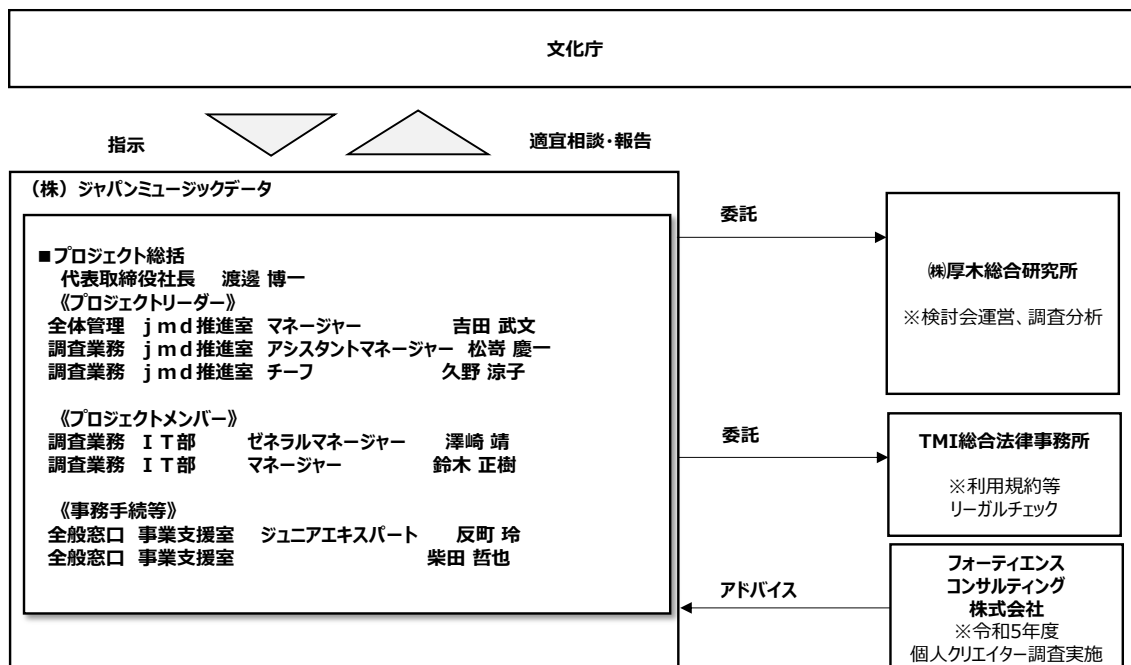 文化庁
指示
適宜相談・報告
（株）ジャパンミュージックデータ
■プロジェクト総括
代表取締役社長 渡邊 博一
《プロジェクトリーダー》
全体管理 ｊｍｄ推進室 マネージャー 吉田 武文
調査業務 ｊｍｄ推進室 アシスタントマネージャー 松嵜 慶一
調査業務 ｊｍｄ推進室 チーフ 久野 涼子
《プロジェクトメンバー》
調査業務 ＩＴ部 ゼネラルマネージャー 澤崎 靖
調査業務 ＩＴ部 マネージャー 鈴木 正樹
《事務手続等》
全般窓口 事業支援室 ジュニアエキスパート 反町 玲
全般窓口 事業支援室 柴田 哲也
委託
㈱厚木総合研究所
※検討会運営、調査分析
委託
TMI総合法律事務所
※利用規約等
リーガルチェック
アドバイス
フォーティエンス
コンサルティング
株式会社
※令和5年度
個人クリエイター調査実施